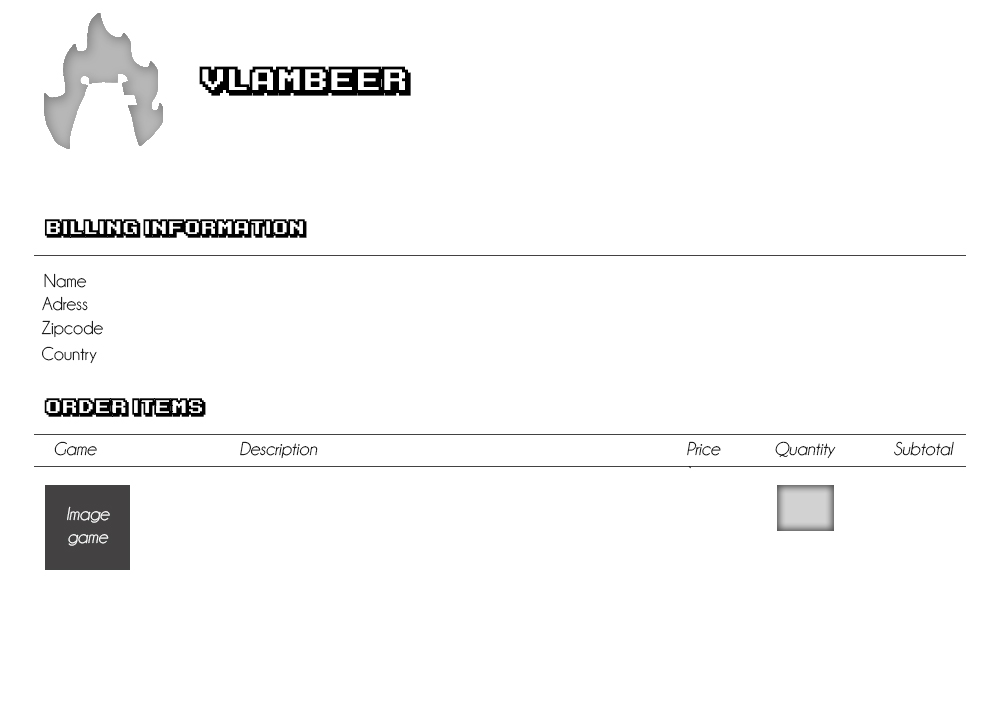 VLAMBEER
BILLING INFORMATION
Name
Adress
Zipcode
Country
ORDER ITEMS
Game Description Price Quantity Subtotal
Image
game